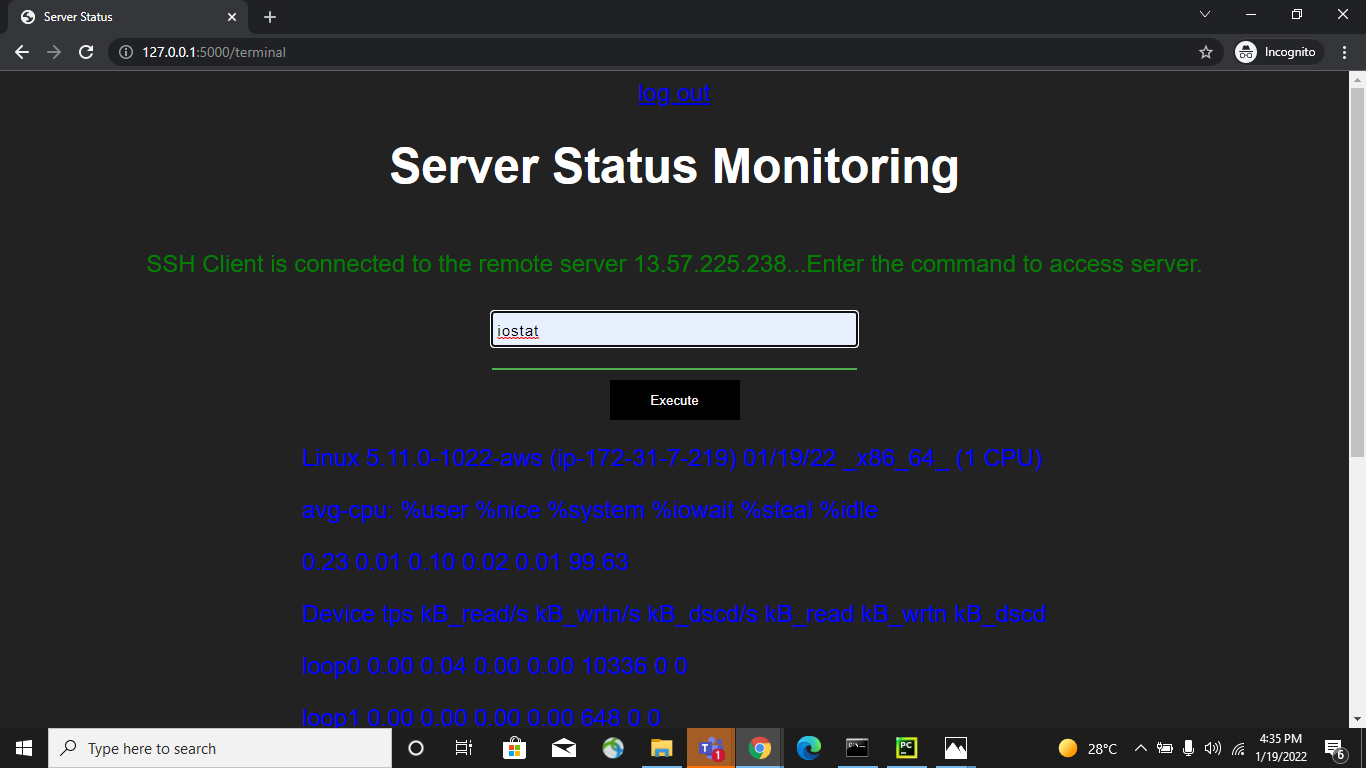 Server Status
127.0.0.1:5000/terminal
Incognito
log out
Server Status Monitoring
SSH Client is connected to the remote server 13.57.225.238...Enter the command to access server.
iostat
Execute
Linux 5.11.0-1022-aws (ip-172-31-7-219) 01/19/22 _x86_64_ (1 CPU)
avg-cpu: %user %nice %system %iowait %steal %idle
0.23 0.01 0.10 0.02 0.01 99.63
Device tps kB_read/s kB_wrtn/s kB_dscd/s kB_read kB_wrtn kB_dscd
loop0 0.00 0.04 0.00 0.00 10336 0 0
loop1 0.00 0.00 0.00 0.00 648 0 0
Type here to search
1
PC
28°C
4:35 PM
1/19/2022
6